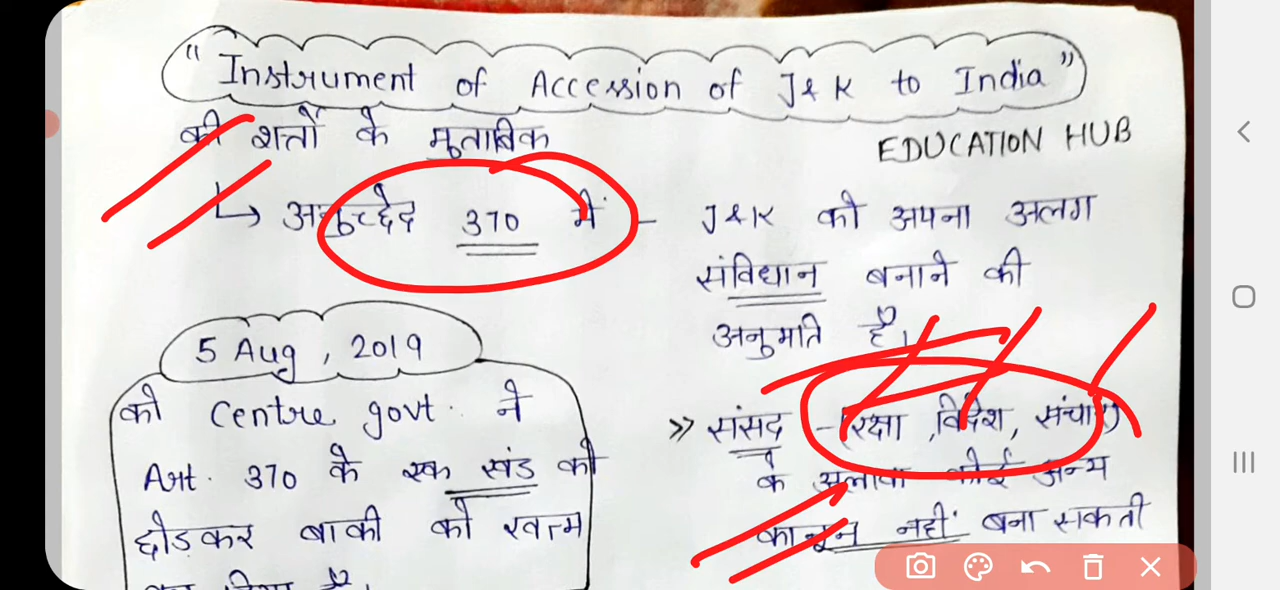 "Instrument of Accession of J&K to India"
की शर्त्तो के मुताबिक
EDUCATION HUB
↳ अनुच्छेद 370 में - J&K को अपना अलग
संविधान बनाने की
अनुमति है।
» संसद - (रक्षा, विदेश, संचार)
के अलावा कोई अन्य
कानून नहीं बना सकती
5 Aug, 2019
को Centre govt. ने
Art. 370 के एक खंड को
छोड़कर बाकी को खत्म